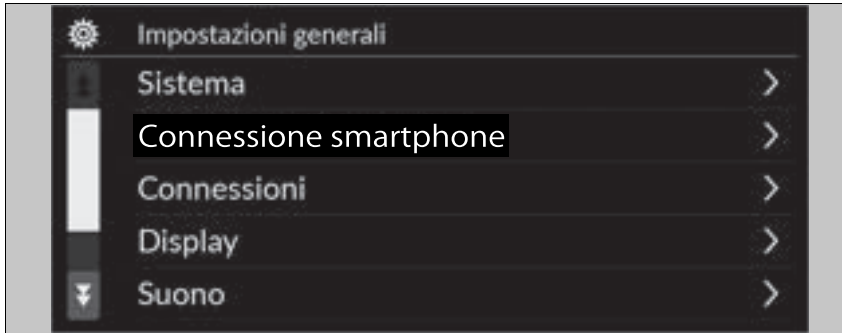 Impostazioni generali
Sistema
Connessione smartphone
Connessioni
Display
Suono